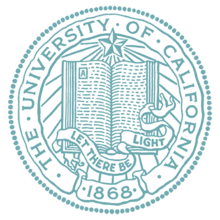 · THE · UNIVERSITY · OF · CALIFORNIA ·
A
LET THERE BE
LIGHT
· 1868 ·